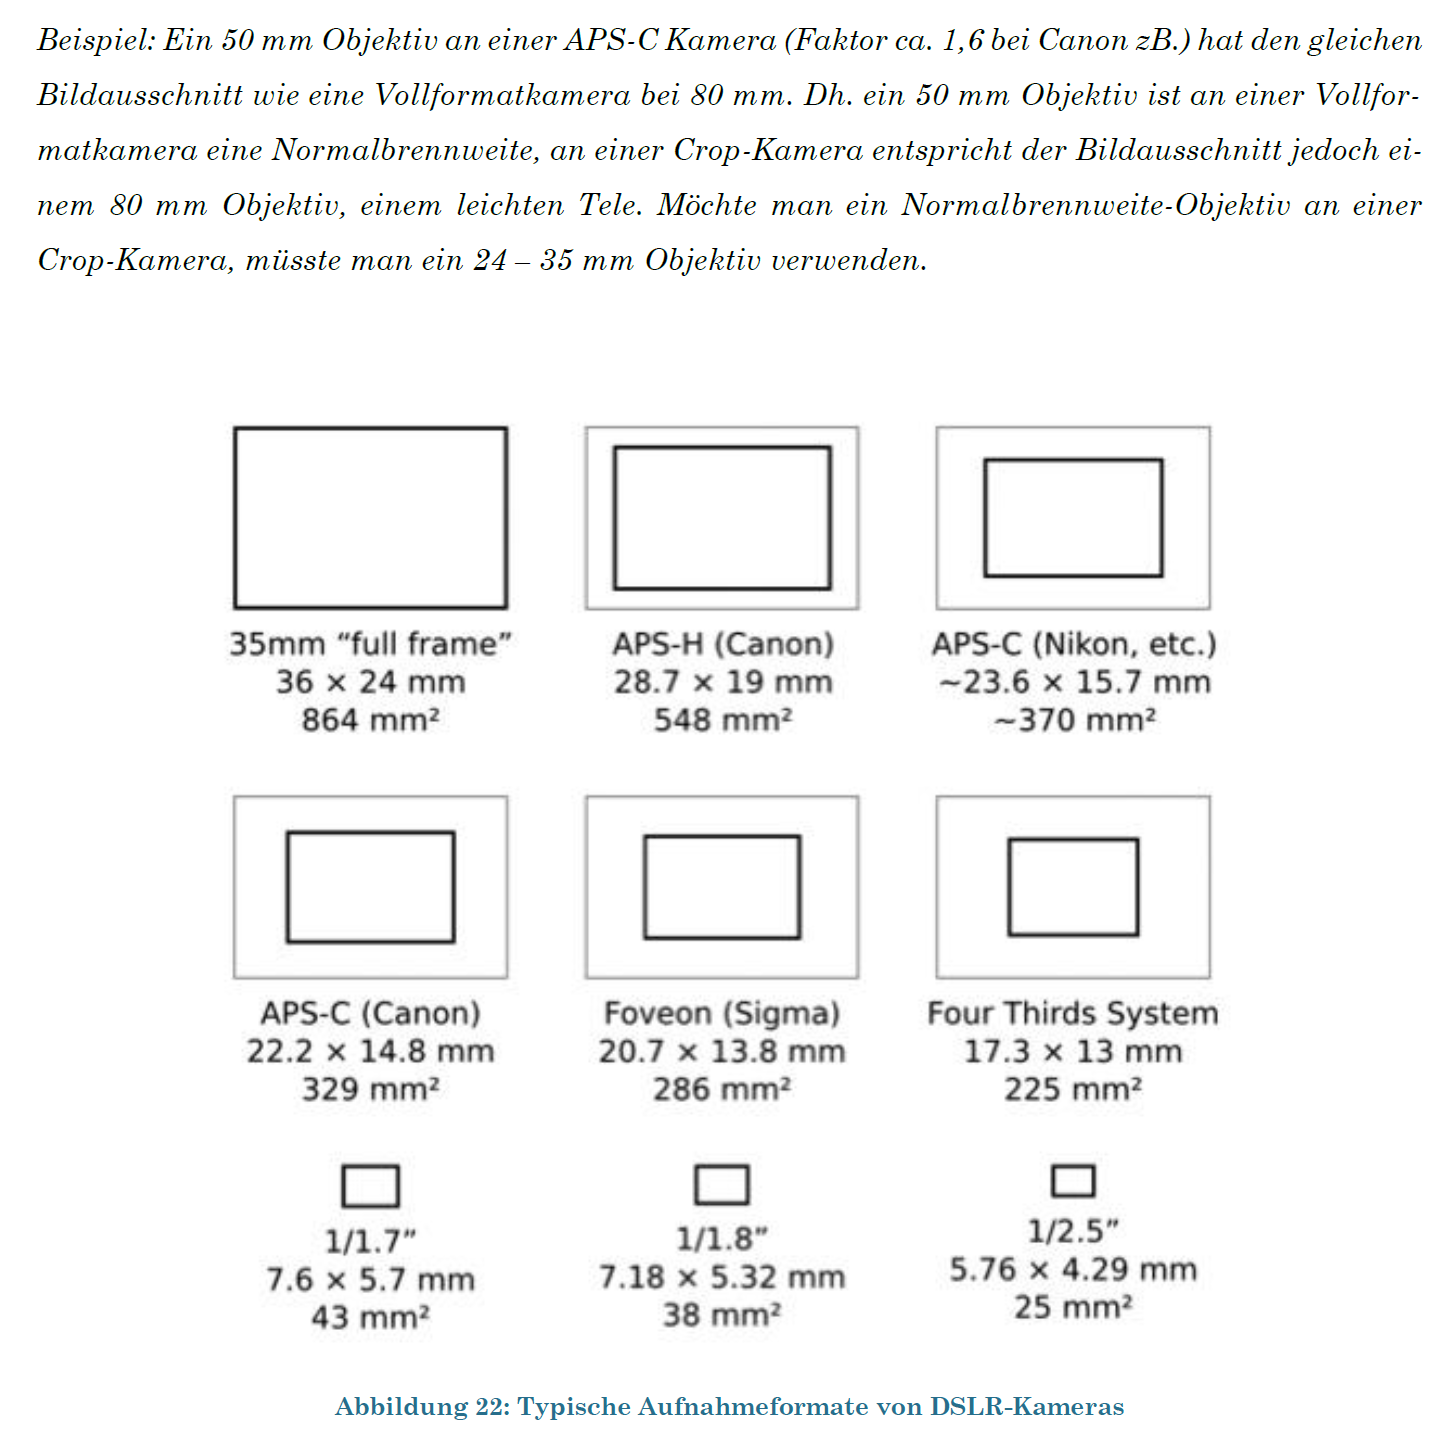 Beispiel: Ein 50 mm Objektiv an einer APS-C Kamera (Faktor ca. 1,6 bei Canon zB.) hat den gleichen
Bildausschnitt wie eine Vollformatkamera bei 80 mm. Dh. ein 50 mm Objektiv ist an einer Vollfor-
matkamera eine Normalbrennweite, an einer Crop-Kamera entspricht der Bildausschnitt jedoch ei-
nem 80 mm Objektiv, einem leichten Tele. Möchte man ein Normalbrennweite-Objektiv an einer
Crop-Kamera, müsste man ein 24 – 35 mm Objektiv verwenden.
35mm “full frame”
36 × 24 mm
864 mm²
APS-H (Canon)
28.7 × 19 mm
548 mm²
APS-C (Nikon, etc.)
~23.6 × 15.7 mm
~370 mm²
APS-C (Canon)
22.2 × 14.8 mm
329 mm²
Foveon (Sigma)
20.7 × 13.8 mm
286 mm²
Four Thirds System
17.3 × 13 mm
225 mm²
1/1.7”
7.6 × 5.7 mm
43 mm²
1/1.8”
7.18 × 5.32 mm
38 mm²
1/2.5”
5.76 × 4.29 mm
25 mm²
Abbildung 22: Typische Aufnahmeformate von DSLR-Kameras